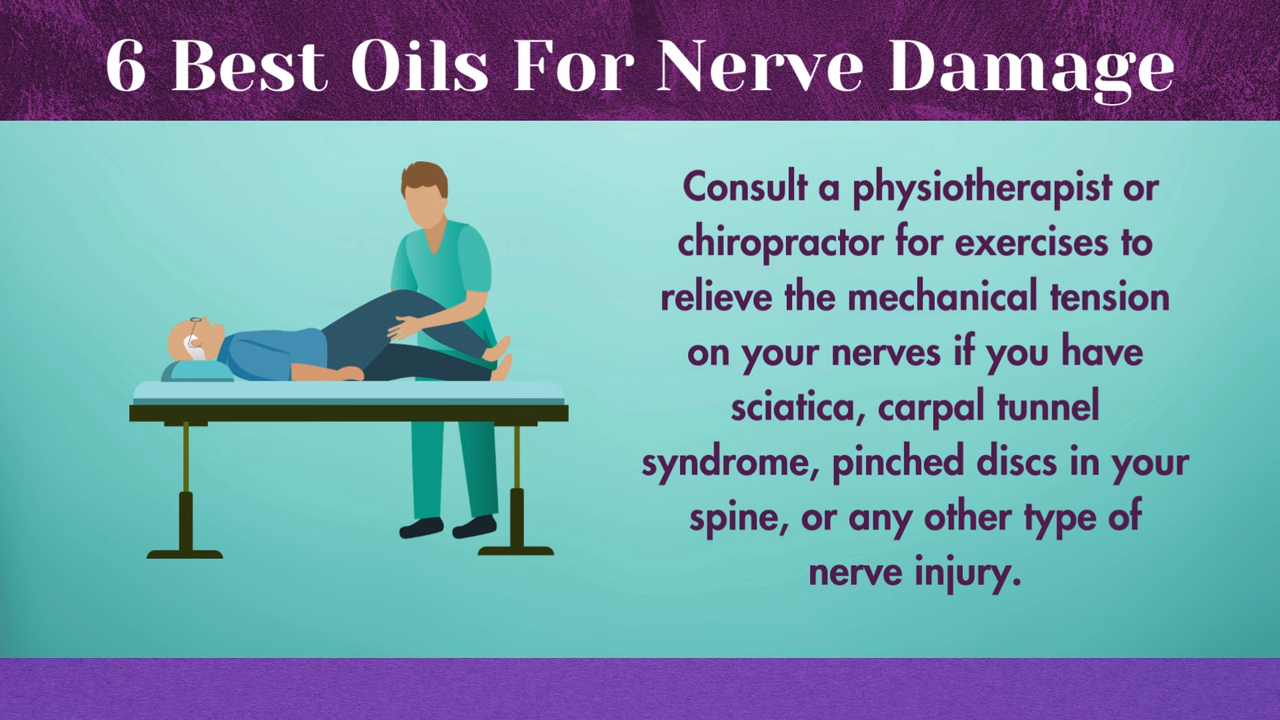 6 Best Oils For Nerve Damage
Consult a physiotherapist or
chiropractor for exercises to
relieve the mechanical tension
on your nerves if you have
sciatica, carpal tunnel
syndrome, pinched discs in your
spine, or any other type of
nerve injury.